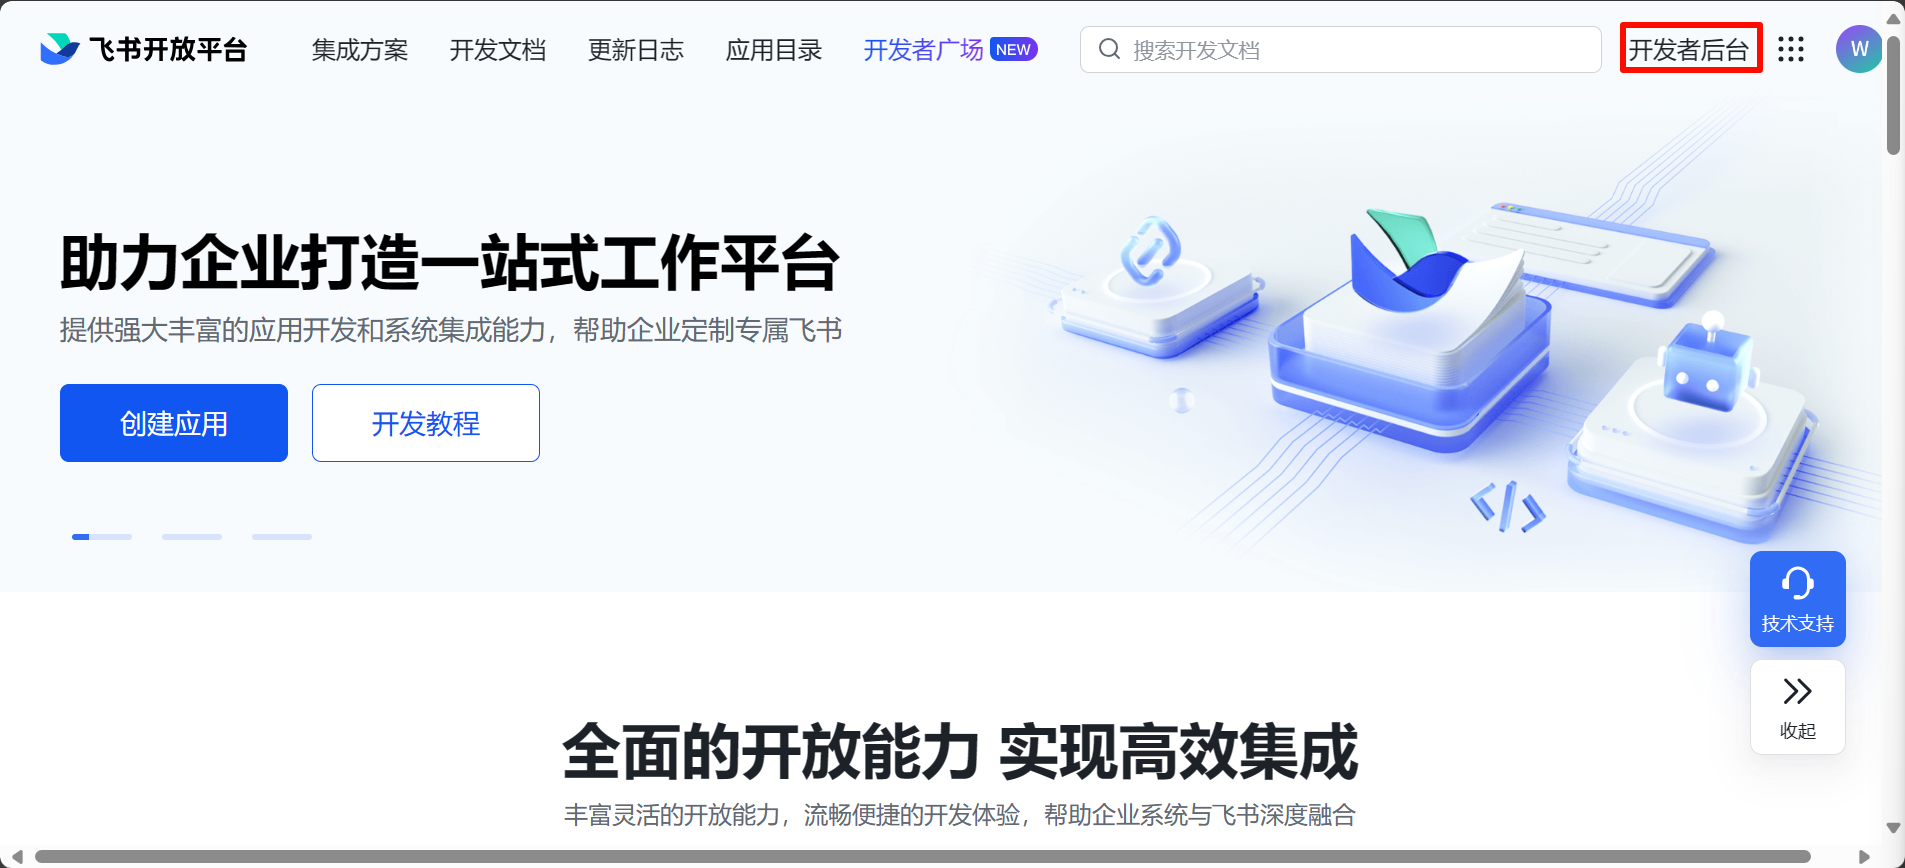 飞书开放平台
集成方案
开发文档
更新日志
应用目录
开发者广场 NEW
搜索开发文档
开发者后台
W
助力企业打造一站式工作平台
提供强大丰富的应用开发和系统集成能力，帮助企业定制专属飞书
创建应用
开发教程
技术支持
收起
全面的开放能力 实现高效集成
丰富灵活的开放能力，流畅便捷的开发体验，帮助企业系统与飞书深度融合